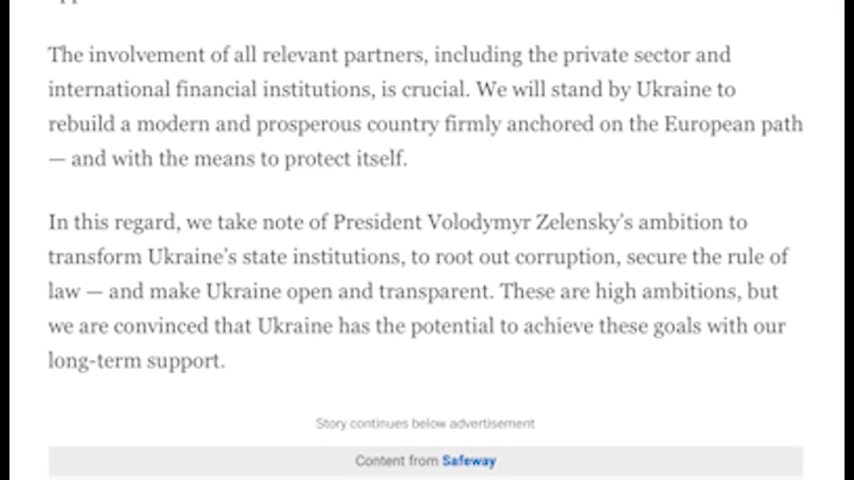 The involvement of all relevant partners, including the private sector and
international financial institutions, is crucial. We will stand by Ukraine to
rebuild a modern and prosperous country firmly anchored on the European path
— and with the means to protect itself.
In this regard, we take note of President Volodymyr Zelensky’s ambition to
transform Ukraine’s state institutions, to root out corruption, secure the rule of
law — and make Ukraine open and transparent. These are high ambitions, but
we are convinced that Ukraine has the potential to achieve these goals with our
long-term support.
Story continues below advertisement
Content from Safeway